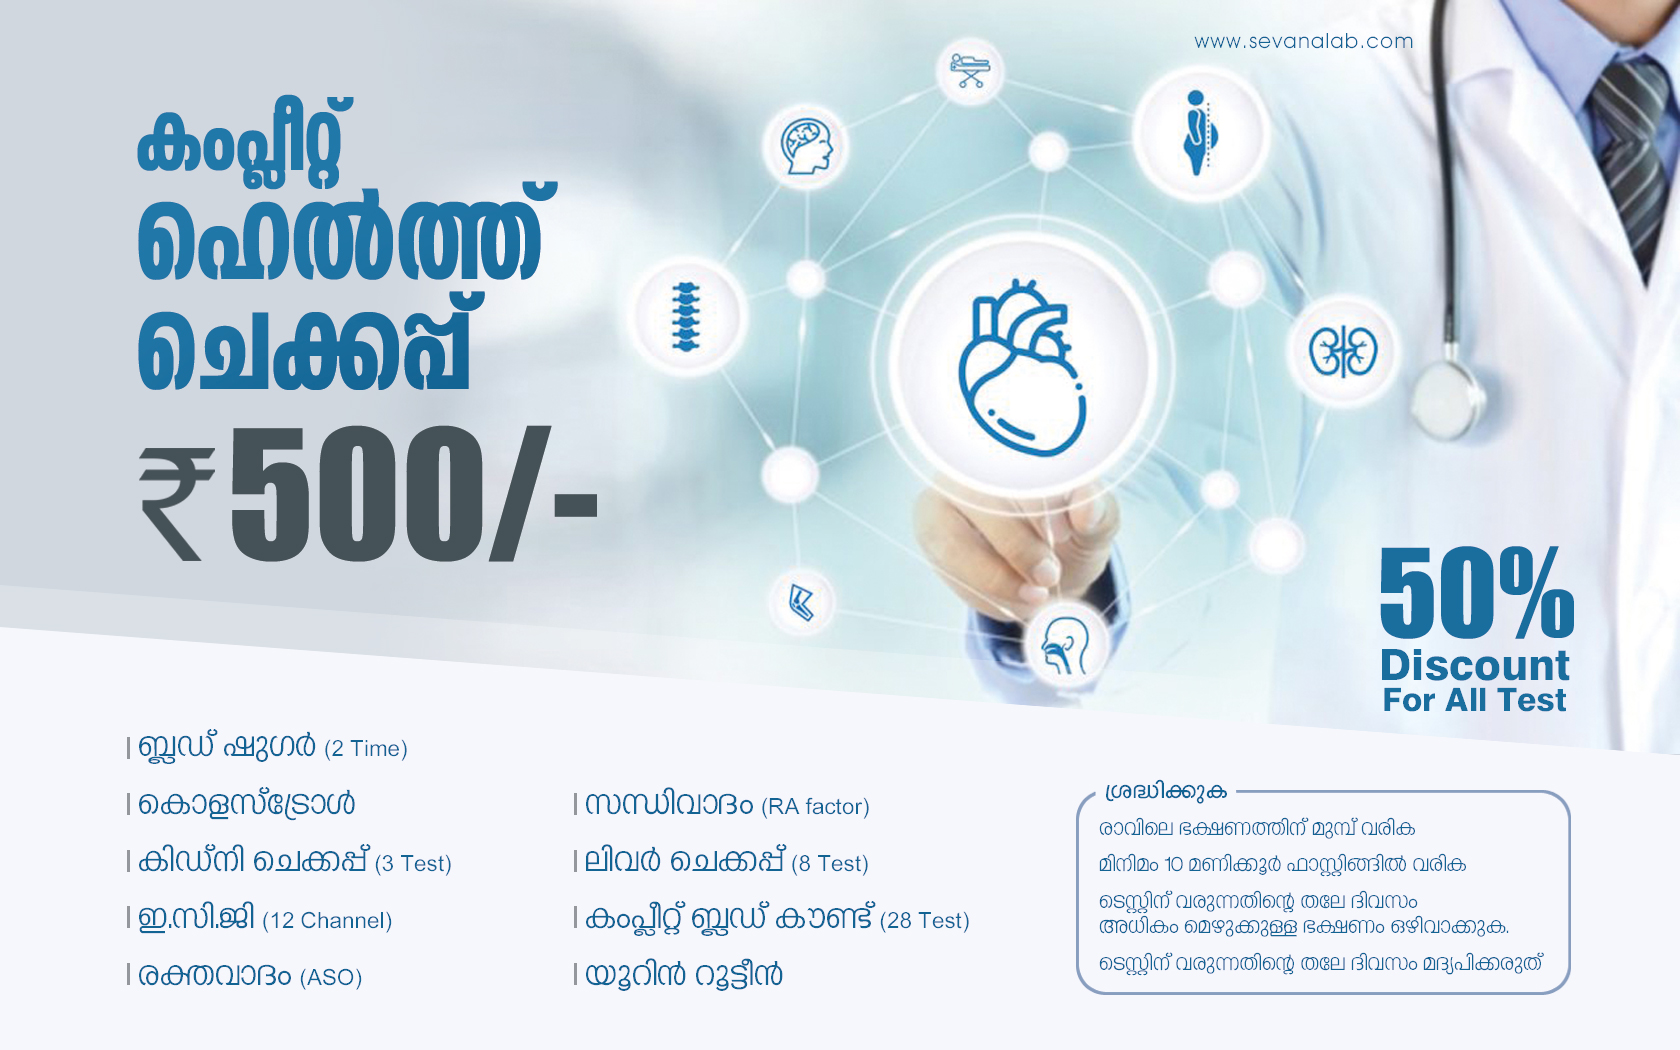 www.sevanalab.com
കംപ്ലീറ്റ്
ഹെൽത്ത്
ചെക്കപ്പ്
₹500/-
50%
Discount
For All Test
ബ്ലഡ് ഷുഗർ (2 Time)
കൊളസ്ട്രോൾ
കിഡ്നി ചെക്കപ്പ് (3 Test)
ഇ.സി.ജി (12 Channel)
രക്തവാദം (ASO)
സന്ധിവാദം (RA factor)
ലിവർ ചെക്കപ്പ് (8 Test)
കംപ്ലീറ്റ് ബ്ലഡ് കൗണ്ട് (28 Test)
യൂറിൻ റൂട്ടീൻ
ശ്രദ്ധിക്കുക
രാവിലെ ഭക്ഷണത്തിന് മുമ്പ് വരിക
മിനിമം 10 മണിക്കൂർ ഫാസ്റ്റിങ്ങിൽ വരിക
ടെസ്റ്റിന് വരുന്നതിന്റെ തലേ ദിവസം
അധികം മെഴുക്കുള്ള ഭക്ഷണം ഒഴിവാക്കുക.
ടെസ്റ്റിന് വരുന്നതിന്റെ തലേ ദിവസം മദ്യപിക്കരുത്